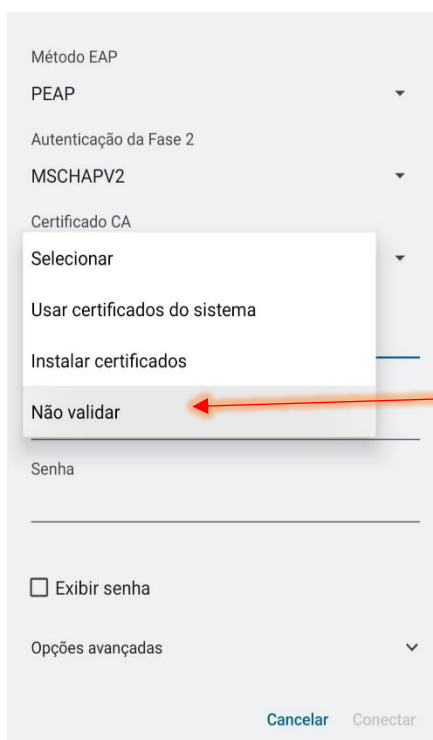 Método EAP
PEAP
Autenticação da Fase 2
MSCHAPV2
Certificado CA
Selecionar
Usar certificados do sistema
Instalar certificados
Não validar
Senha
Exibir senha
Opções avançadas
Cancelar Conectar